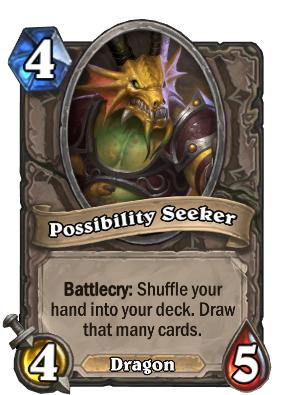 4
Possibility Seeker
Battlecry: Shuffle your
hand into your deck. Draw
that many cards.
4
Dragon
5